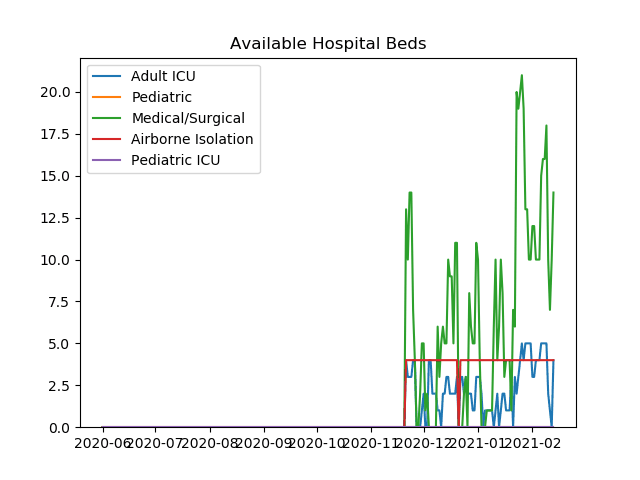 Available Hospital Beds
Adult ICU
Pediatric
Medical/Surgical
Airborne Isolation
Pediatric ICU
20.0
17.5
15.0
12.5
10.0
7.5
5.0
2.5
0.0
2020-06 2020-07 2020-08 2020-09 2020-10 2020-11 2020-12 2021-01 2021-02